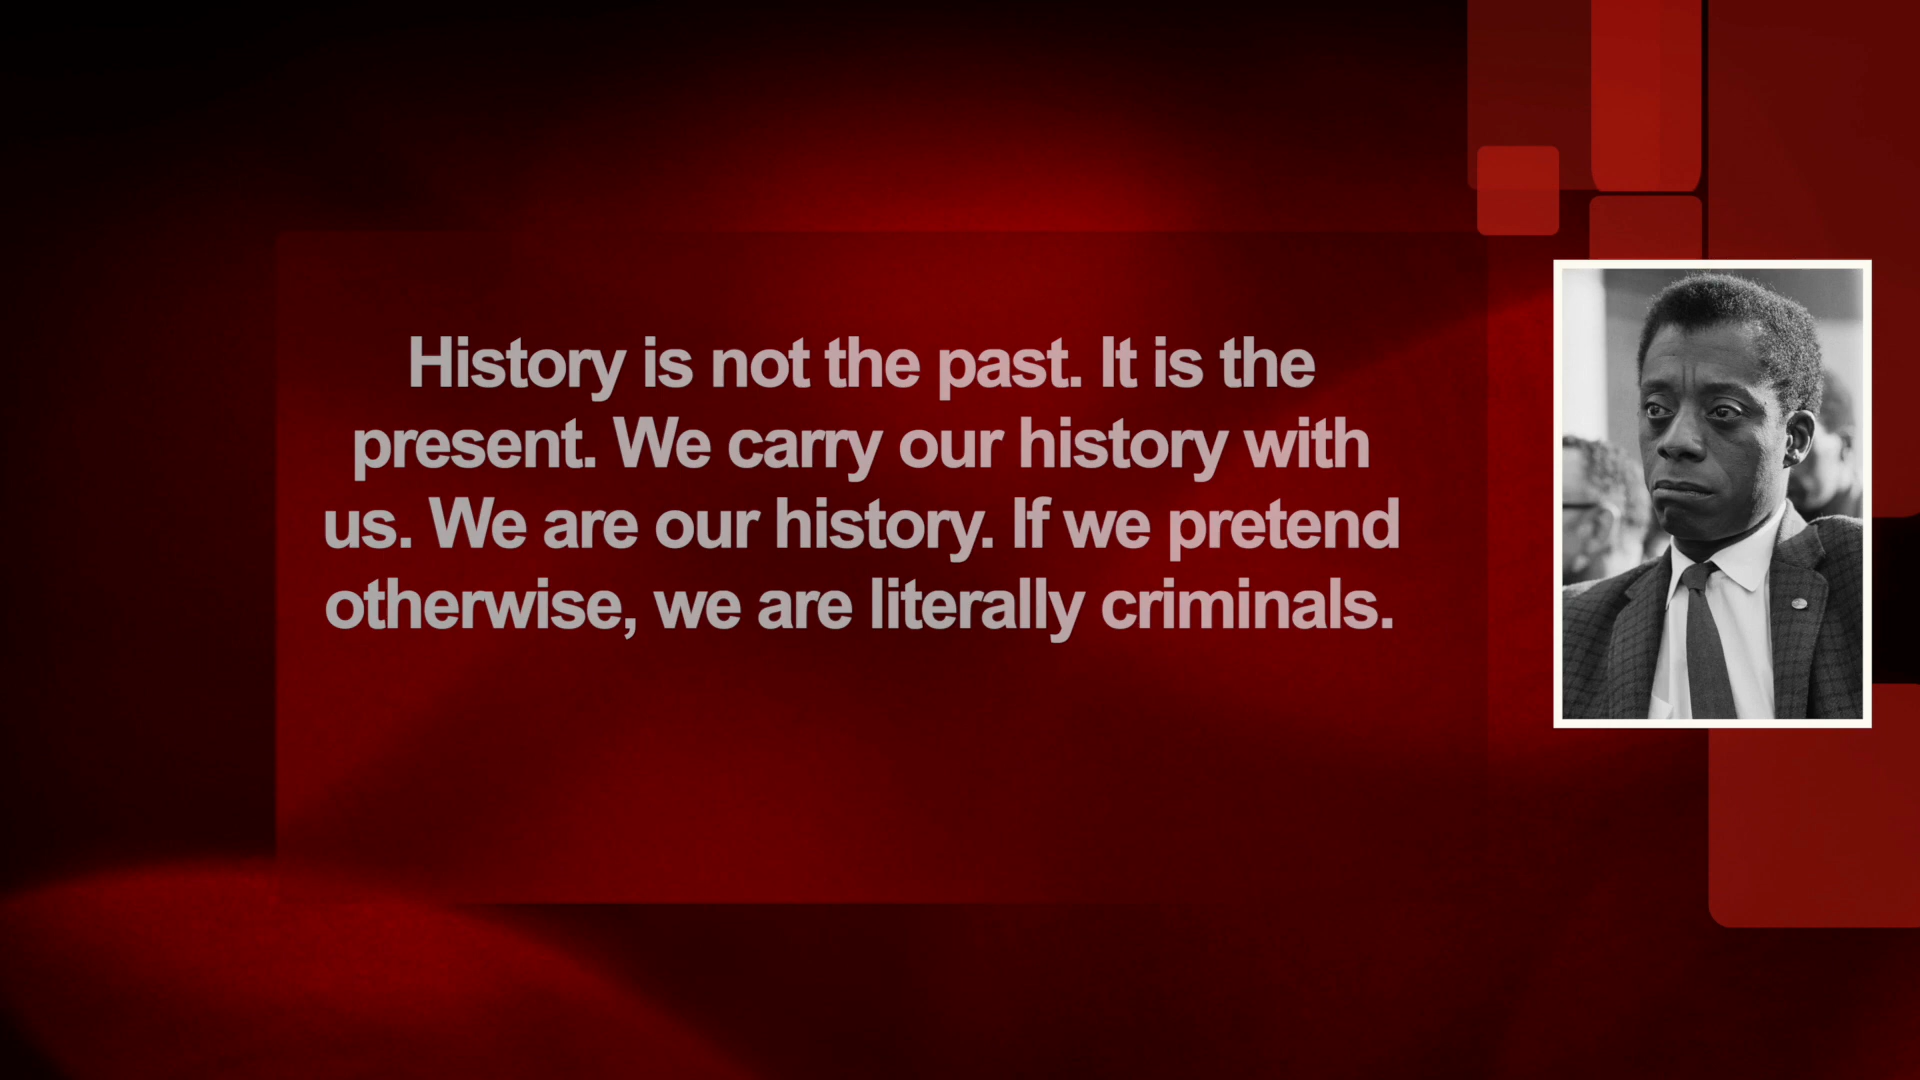 History is not the past. It is the
present. We carry our history with
us. We are our history. If we pretend
otherwise, we are literally criminals.